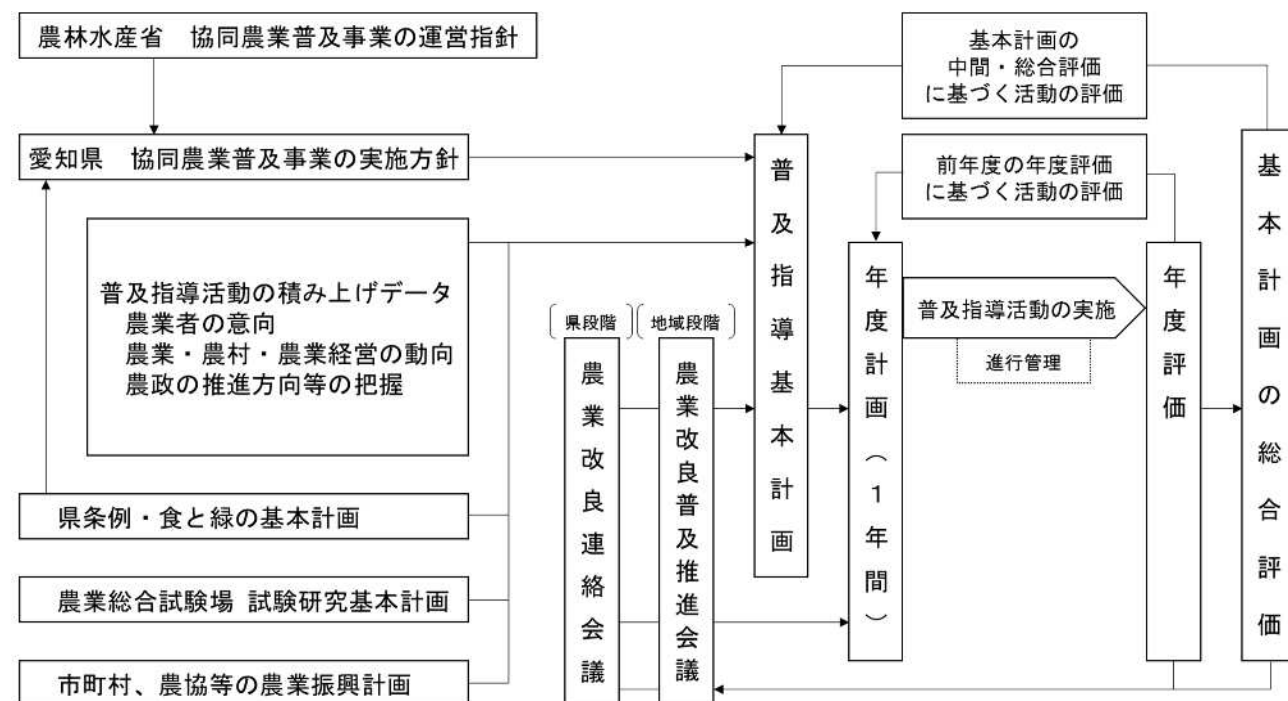 農林水産省　協同農業普及事業の運営指針
愛知県　協同農業普及事業の実施方針
普及指導活動の積み上げデータ
農業者の意向
農業・農村・農業経営の動向
農政の推進方向等の把握
県条例・食と緑の基本計画
農業総合試験場 試験研究基本計画
市町村、農協等の農業振興計画
県段階
農業改良連絡会議
地域段階
農業改良普及推進会議
普及指導基本計画
基本計画の
中間・総合評価
に基づく活動の評価
前年度の年度評価
に基づく活動の評価
年度計画（１年間）
普及指導活動の実施
進行管理
年度評価
基本計画の総合評価